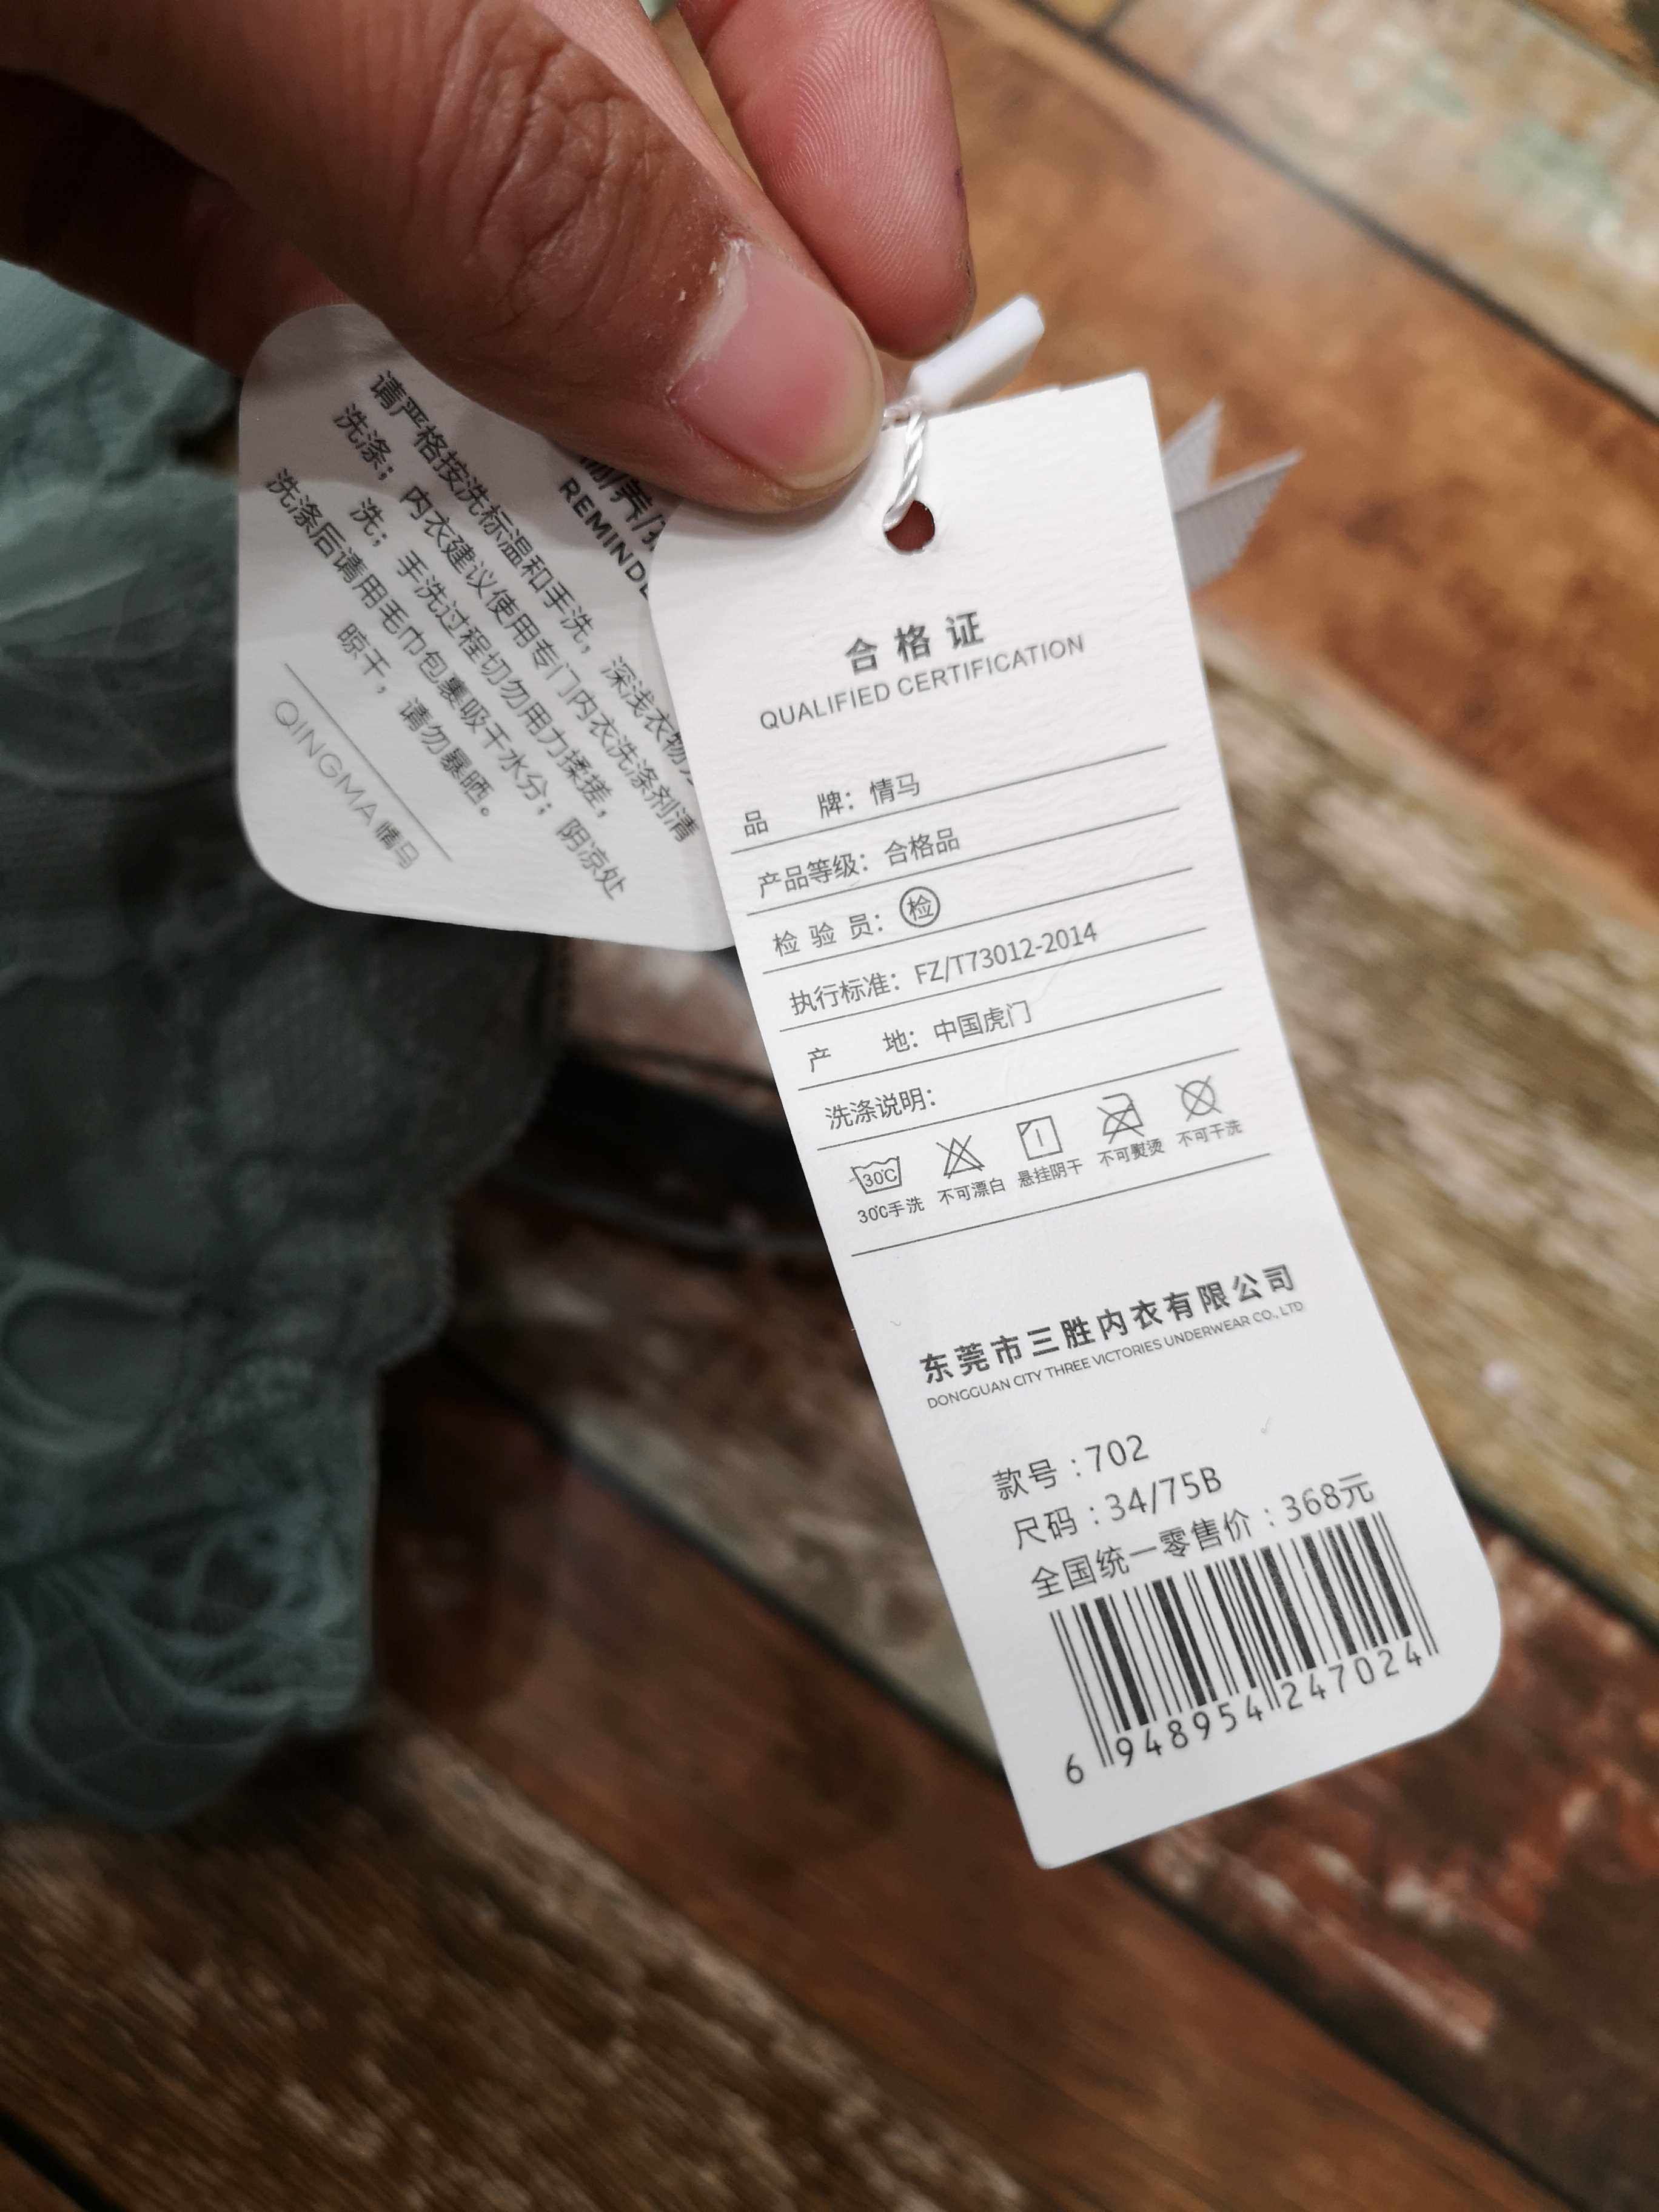 制养/
REMIND
请严格按洗标温和手洗，深浅衣物
洗涤；内衣建议使用专门内衣洗涤剂清
洗；手洗过程切勿用力揉搓，
洗涤后请用毛巾包裹吸干水分；阴凉处
晾干，请勿暴晒。
QINGMA 情马
合格证
QUALIFIED CERTIFICATION
品 牌：情马
产品等级：合格品
检 验 员：检
执行标准：FZ/T73012-2014
产 地：中国虎门
洗涤说明：
30℃
30℃手洗 不可漂白 悬挂阴干 不可熨烫 不可干洗
东莞市三胜内衣有限公司
DONGGUAN CITY THREE VICTORIES UNDERWEAR CO., LTD
款号：702
尺码：34/75B
全国统一零售价：368元
6 948954 247024